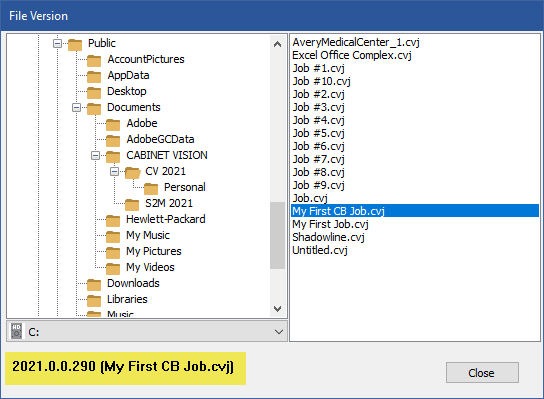 File Version
Public
AccountPictures
AppData
Desktop
Documents
Adobe
AdobeGCData
CABINET VISION
CV 2021
Personal
S2M 2021
Hewlett-Packard
My Music
My Pictures
My Videos
Downloads
Libraries
Music
HD
C:
AveryMedicalCenter_1.cvj
Excel Office Complex.cvj
Job #1.cvj
Job #10.cvj
Job #2.cvj
Job #3.cvj
Job #4.cvj
Job #5.cvj
Job #6.cvj
Job #7.cvj
Job #8.cvj
Job #9.cvj
Job.cvj
My First CB Job.cvj
My First Job.cvj
Shadowline.cvj
Untitled.cvj
2021.0.0.290 (My First CB Job.cvj)
Close